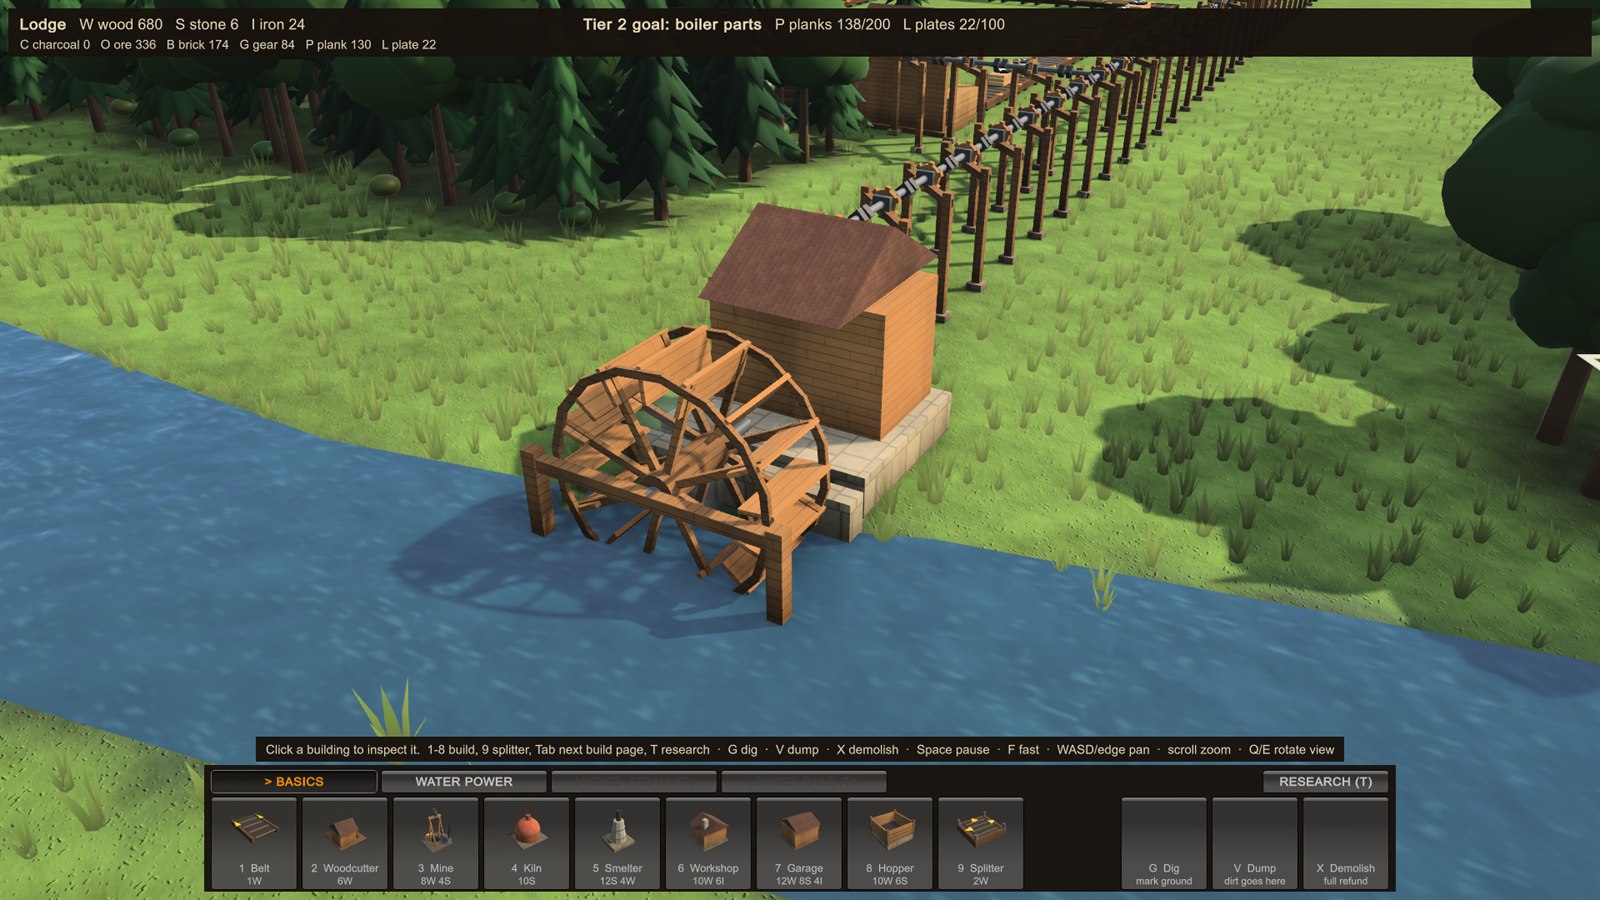 Lodge W wood 680 S stone 6 I iron 24
C charcoal 0 O ore 336 B brick 174 G gear 84 P plank 130 L plate 22
Tier 2 goal: boiler parts P planks 138/200 L plates 22/100
Click a building to inspect it. 1-8 build, 9 splitter, Tab next build page, T research · G dig · V dump · X demolish · Space pause · F fast · WASD/edge pan · scroll zoom · Q/E rotate view
> BASICS
WATER POWER
RESEARCH (T)
1 Belt
1W
2 Woodcutter
6W
3 Mine
8W 4S
4 Kiln
10S
5 Smelter
12S 4W
6 Workshop
10W 6I
7 Garage
12W 8S 4I
8 Hopper
10W 6S
9 Splitter
2W
G Dig
mark ground
V Dump
dirt goes here
X Demolish
full refund